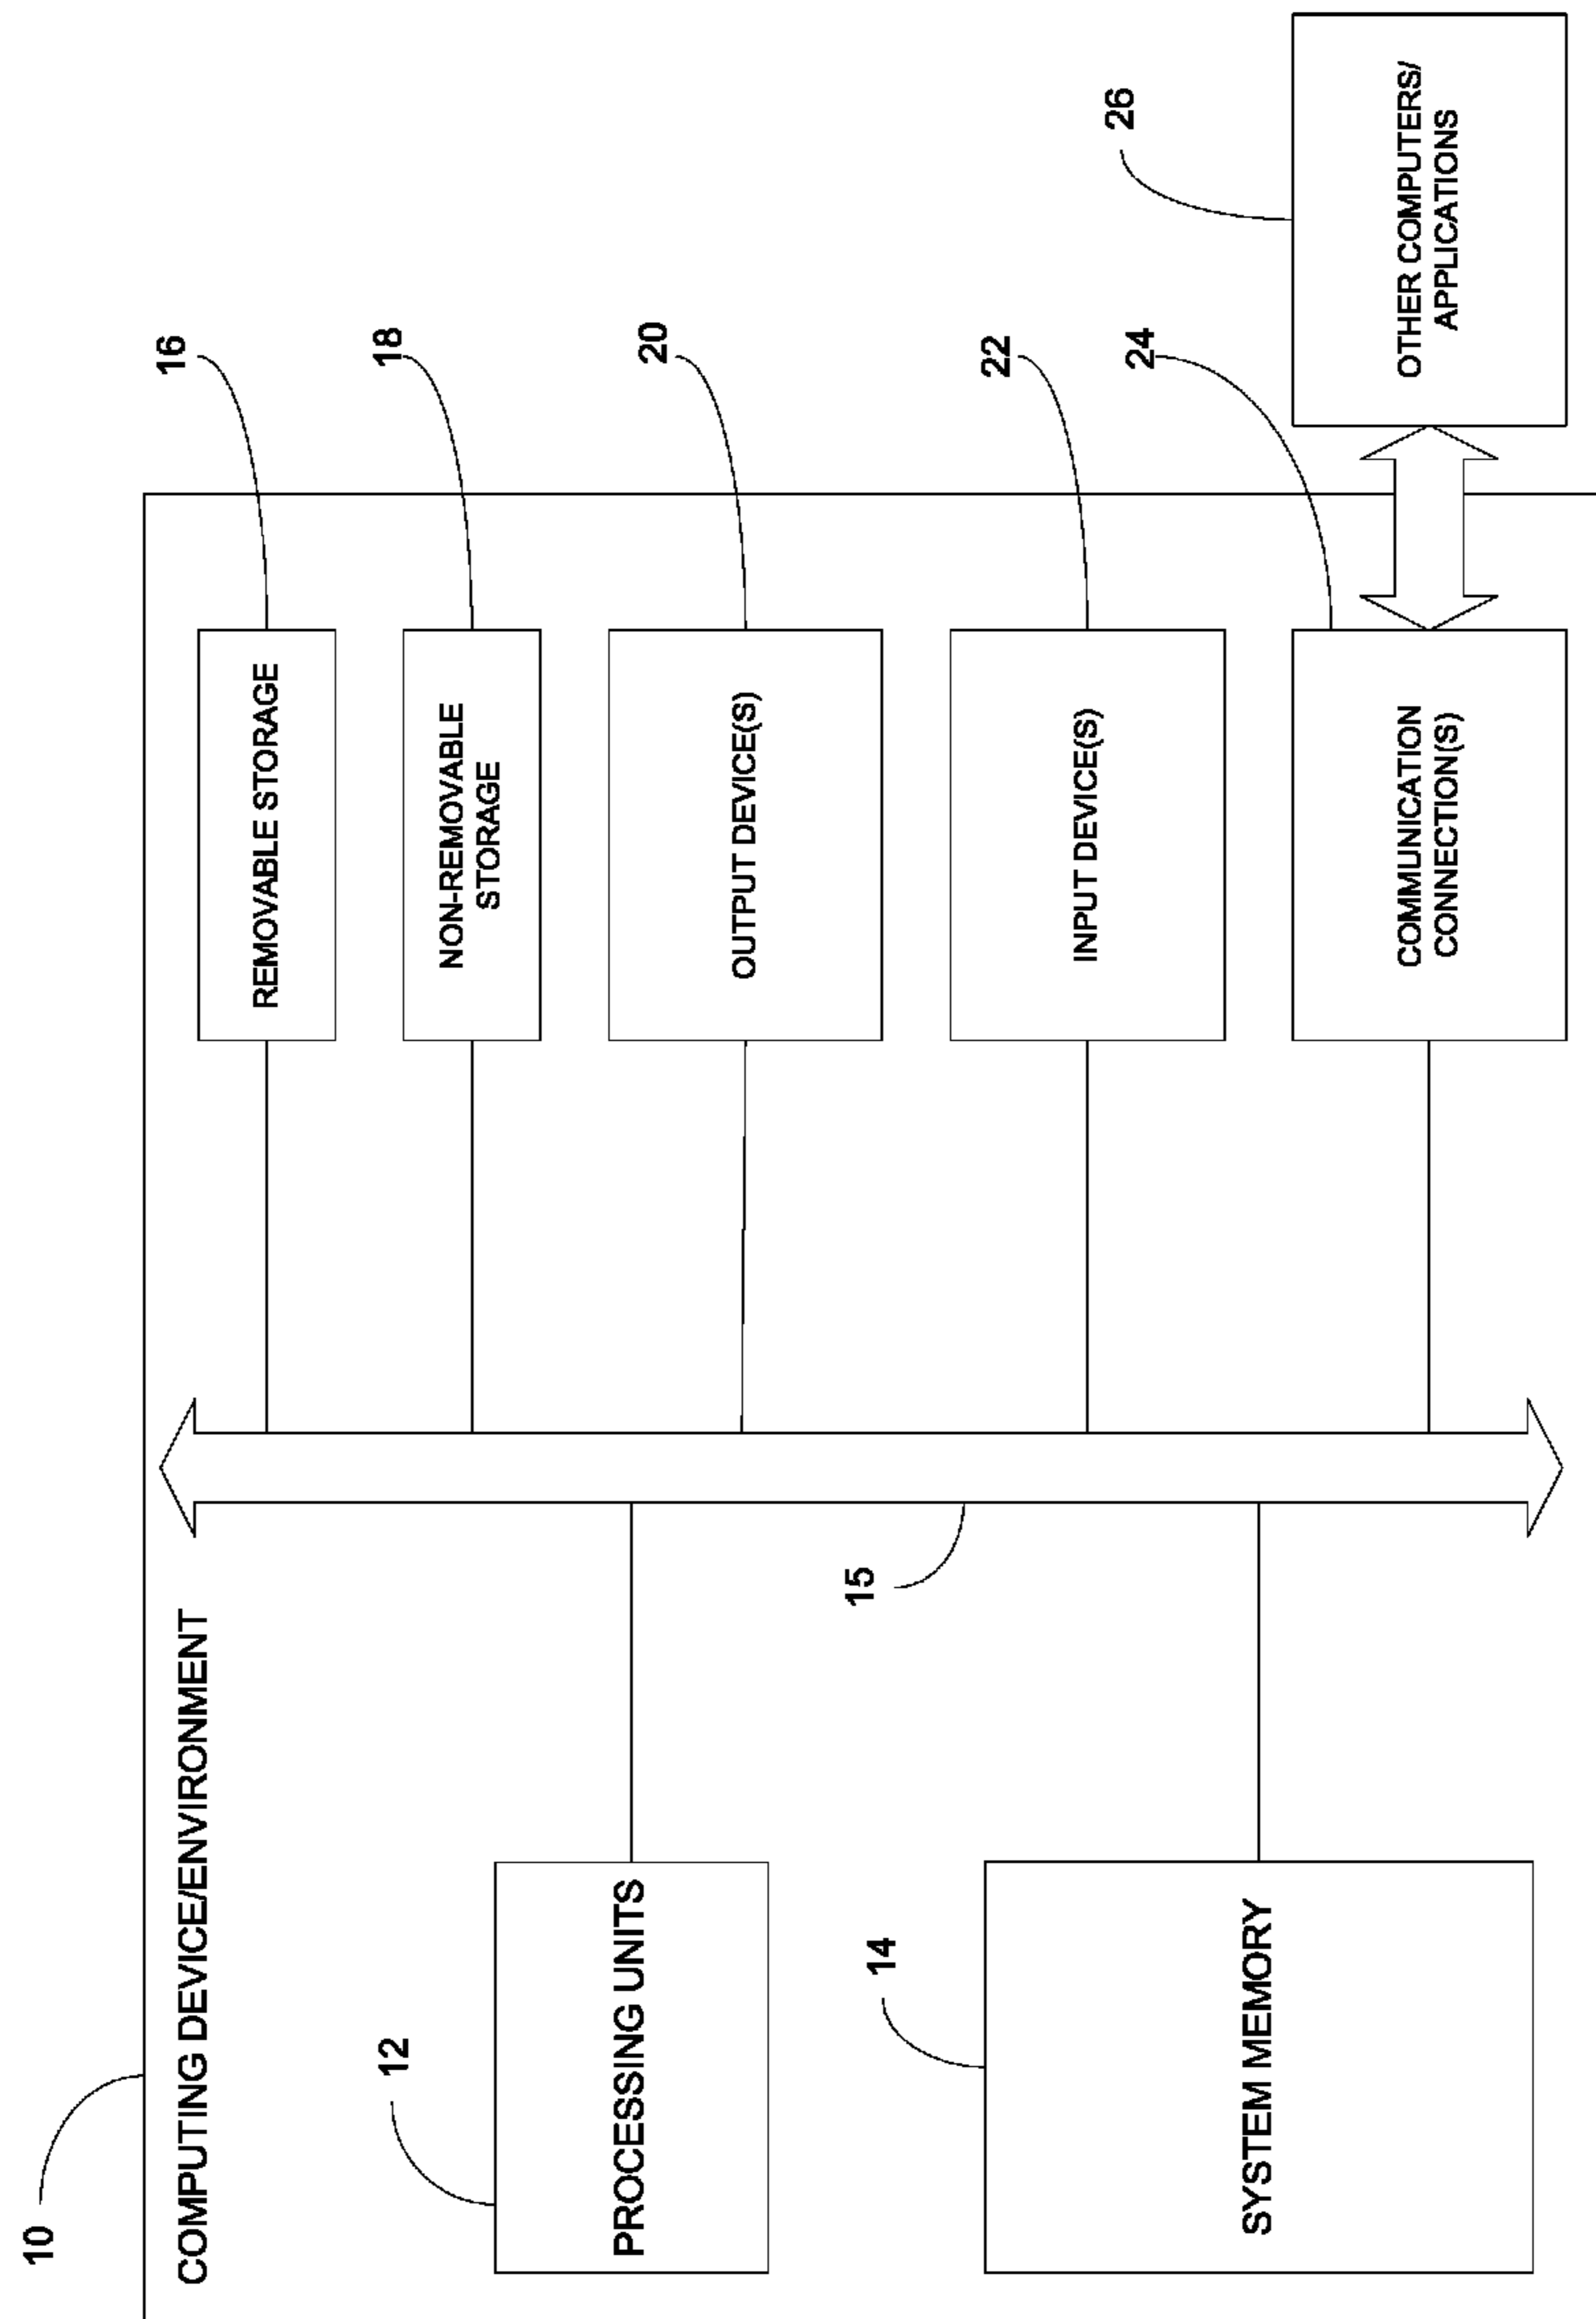 10
COMPUTING DEVICE/ENVIRONMENT
12
PROCESSING UNITS
14
SYSTEM MEMORY
15
16
REMOVABLE STORAGE
18
NON-REMOVABLE
STORAGE
20
OUTPUT DEVICE(S)
22
INPUT DEVICE(S)
24
COMMUNICATION
CONNECTION(S)
26
OTHER COMPUTERS/
APPLICATIONS